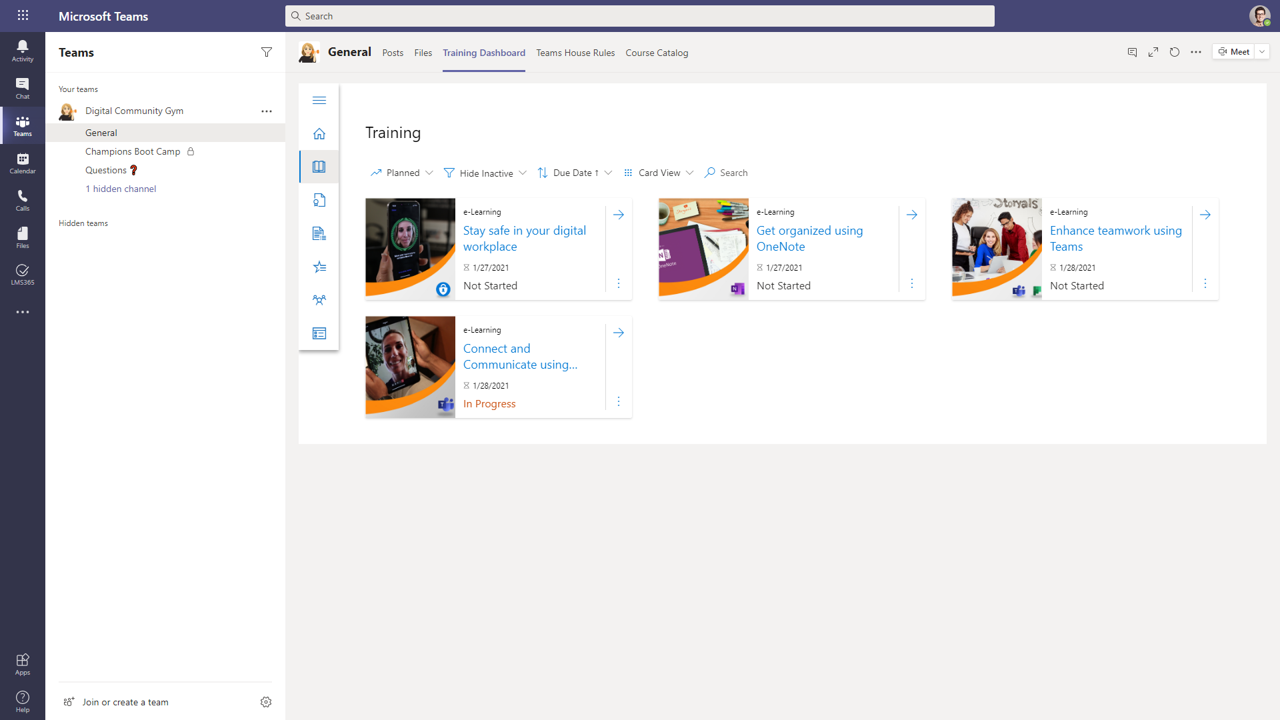 Microsoft Teams
Search
Activity
Chat
Teams
Calendar
Calls
Files
LMS365
Apps
Help
Teams
Your teams
Digital Community Gym
General
Champions Boot Camp
Questions❓
1 hidden channel
Hidden teams
Join or create a team
General Posts Files Training Dashboard Teams House Rules Course Catalog
Meet
Training
Planned Hide Inactive Due Date ↑ Card View Search
e-Learning
Stay safe in your digital
workplace
1/27/2021
Not Started
e-Learning
Get organized using
OneNote
1/27/2021
Not Started
e-Learning
Enhance teamwork using
Teams
1/28/2021
Not Started
e-Learning
Connect and
Communicate using...
1/28/2021
In Progress